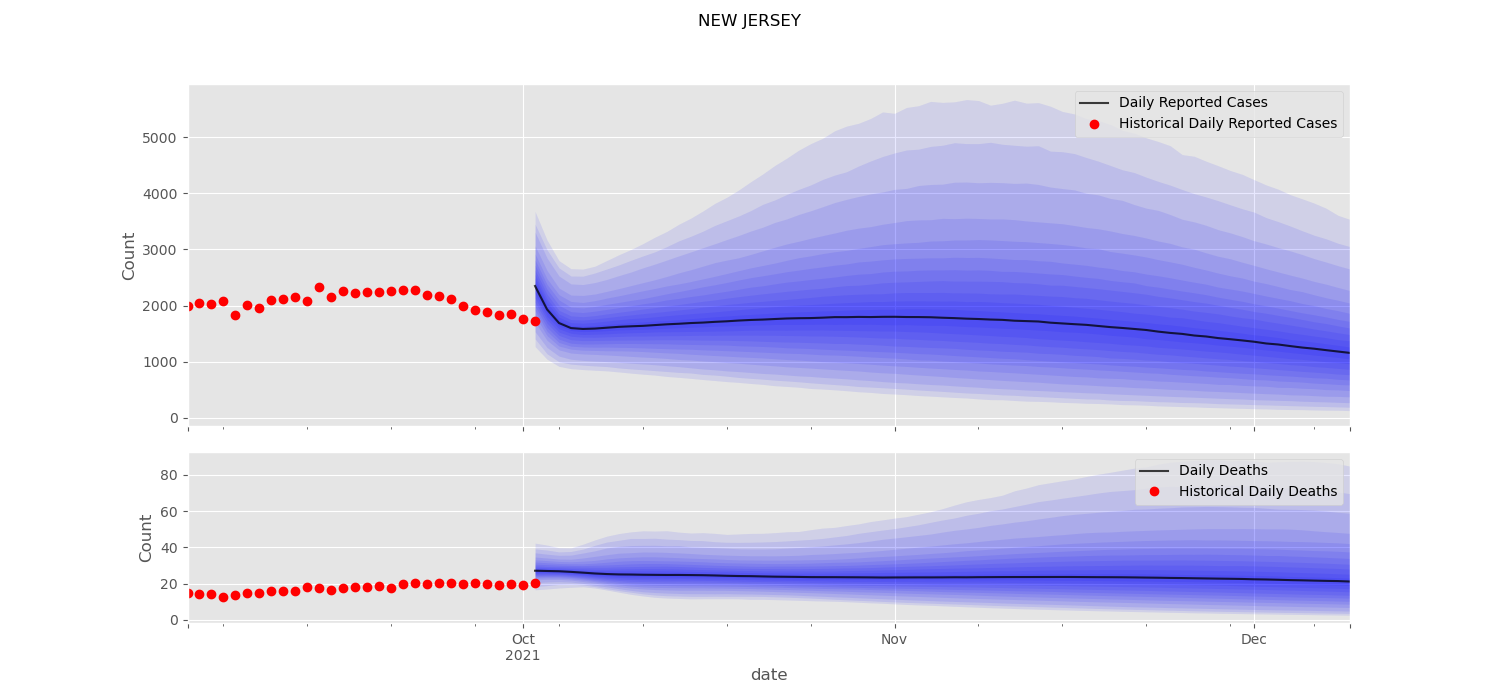 NEW JERSEY
Daily Reported Cases
Historical Daily Reported Cases
5000
4000
3000
2000
1000
0
Count
Daily Deaths
Historical Daily Deaths
80
60
40
20
0
Count
Oct
2021
Nov
Dec
date